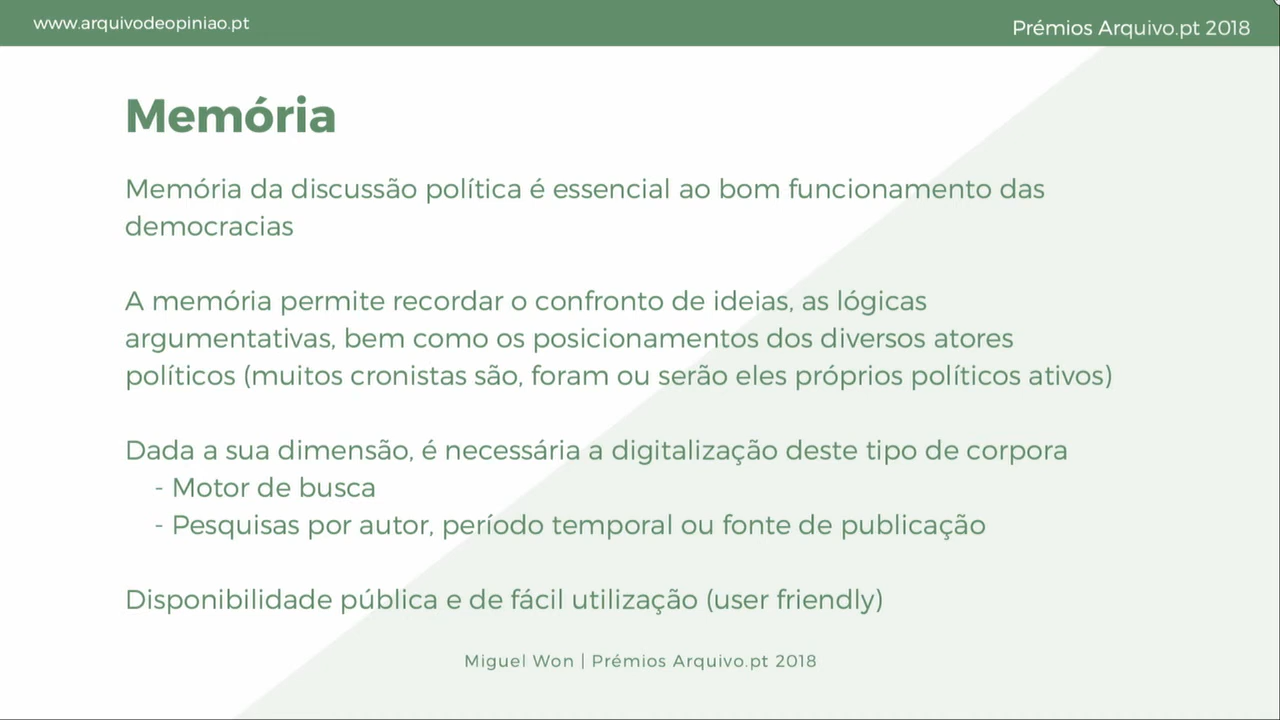 www.arquivodeopiniao.pt
Prémios Arquivo.pt 2018
Memória
Memória da discussão política é essencial ao bom funcionamento das
democracias
A memória permite recordar o confronto de ideias, as lógicas
argumentativas, bem como os posicionamentos dos diversos atores
políticos (muitos cronistas são, foram ou serão eles próprios políticos ativos)
Dada a sua dimensão, é necessária a digitalização deste tipo de corpora
- Motor de busca
- Pesquisas por autor, período temporal ou fonte de publicação
Disponibilidade pública e de fácil utilização (user friendly)
Miguel Won | Prémios Arquivo.pt 2018